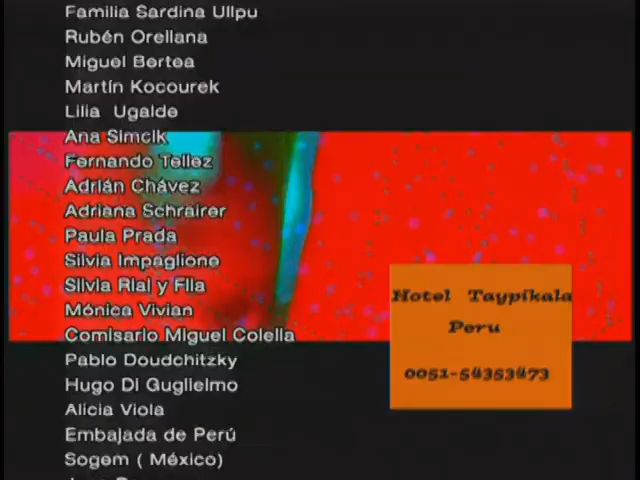 Familia Sardina Ullpu
Rubén Orellana
Miguel Bertea
Martín Kocourek
Lilia Ugalde
Ana Simcik
Fernando Tellez
Adrián Chávez
Adriana Schrairer
Paula Prada
Silvia Impaglione
Silvia Rial y Flia
Mónica Vivian
Comisario Miguel Colella
Pablo Doudchitzky
Hugo Di Guglielmo
Alicia Viola
Embajada de Perú
Sogem ( México)
Hotel Taypikala
Peru
0051-54353473